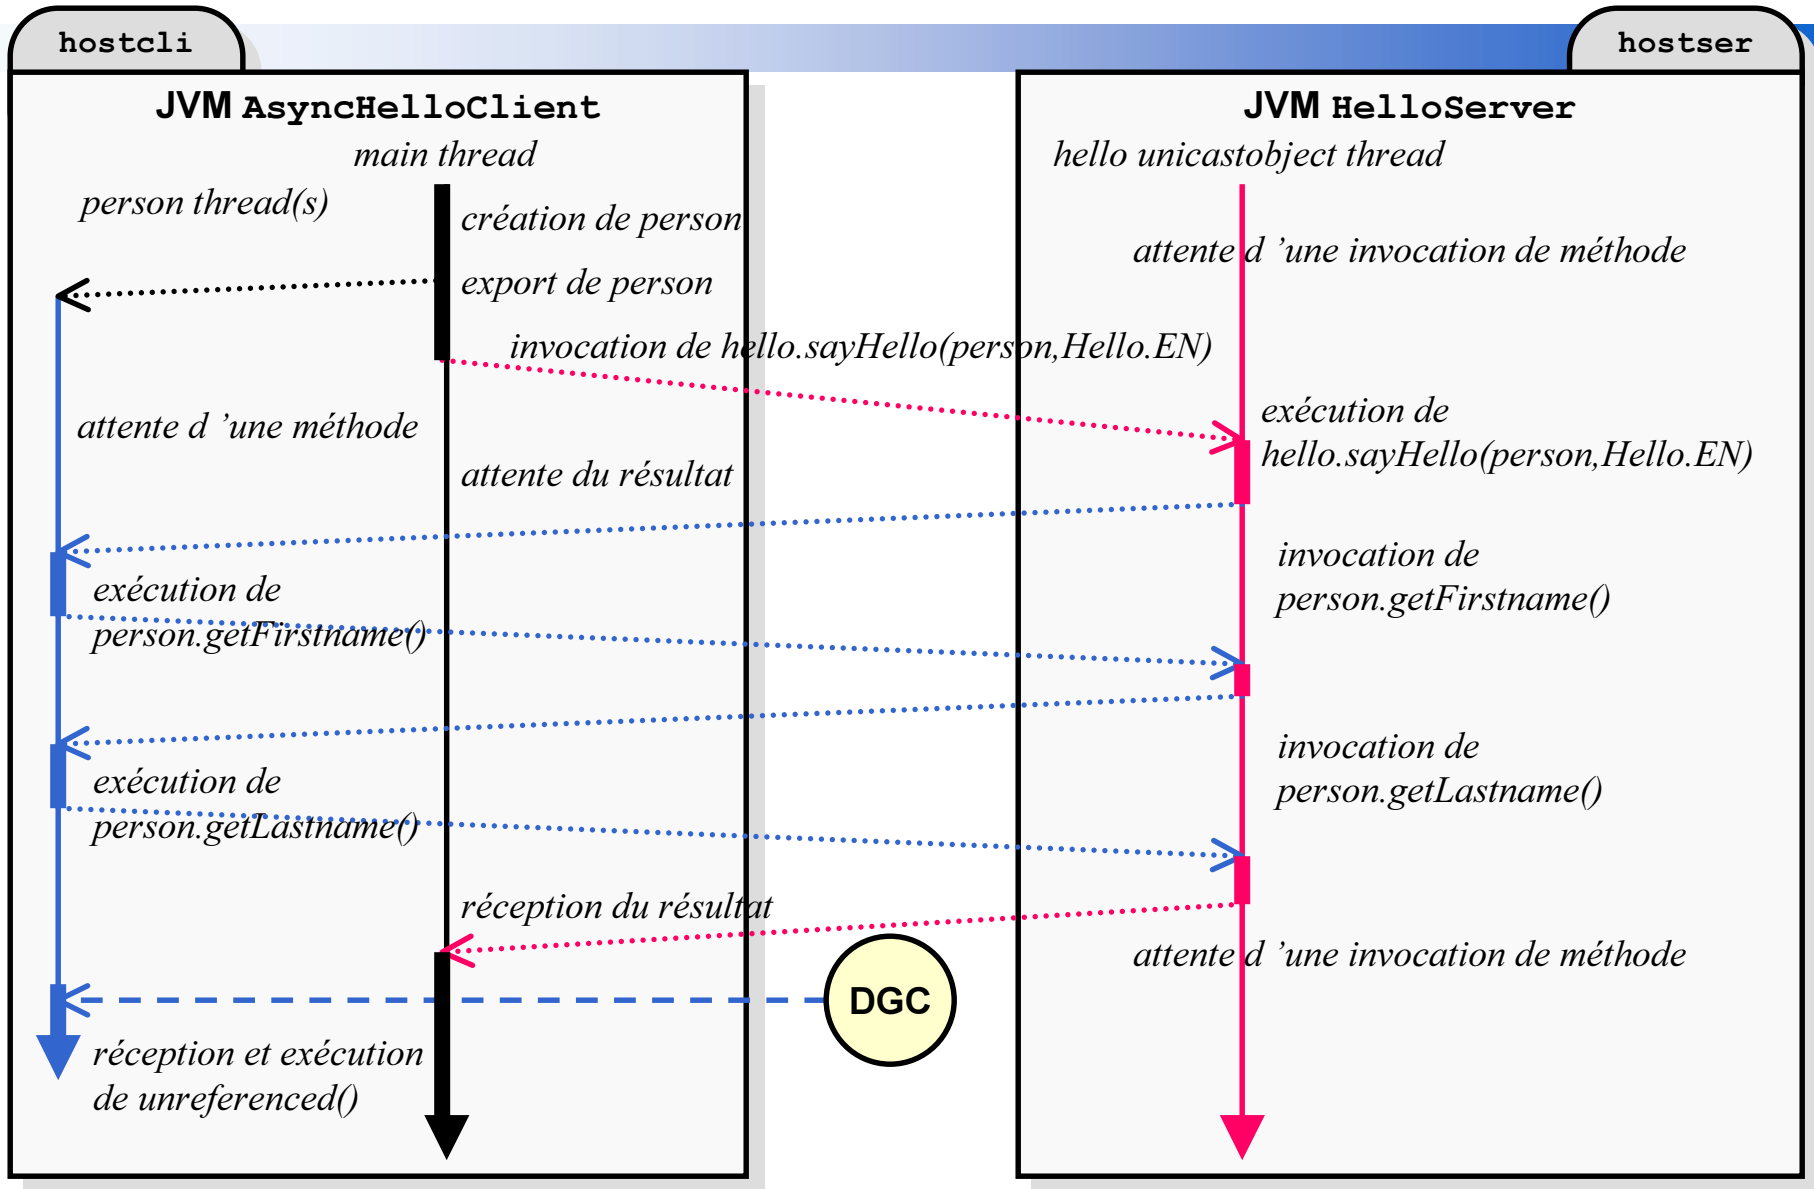 hostcli
hostser
JVM AsyncHelloClient
JVM HelloServer
main thread
hello unicastobject thread
person thread(s)
création de person
attente d ’une invocation de méthode
export de person
invocation de hello.sayHello(person,Hello.EN)
exécution de
hello.sayHello(person,Hello.EN)
attente d ’une méthode
attente du résultat
invocation de
person.getFirstname()
exécution de
person.getFirstname()
invocation de
person.getLastname()
exécution de
person.getLastname()
réception du résultat
attente d ’une invocation de méthode
DGC
réception et exécution
de unreferenced()